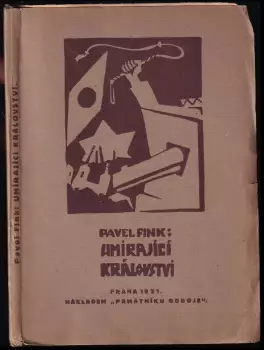 Pavel Fink: UMÍRAJÍCÍ KRÁLOVSTVÍ.
PAVEL FINK:
UMÍRAJÍCÍ
KRÁLOVSTVÍ
PRAHA 1921.
NÁKLADEM „PAMÁTNÍKU ODBOJE“.